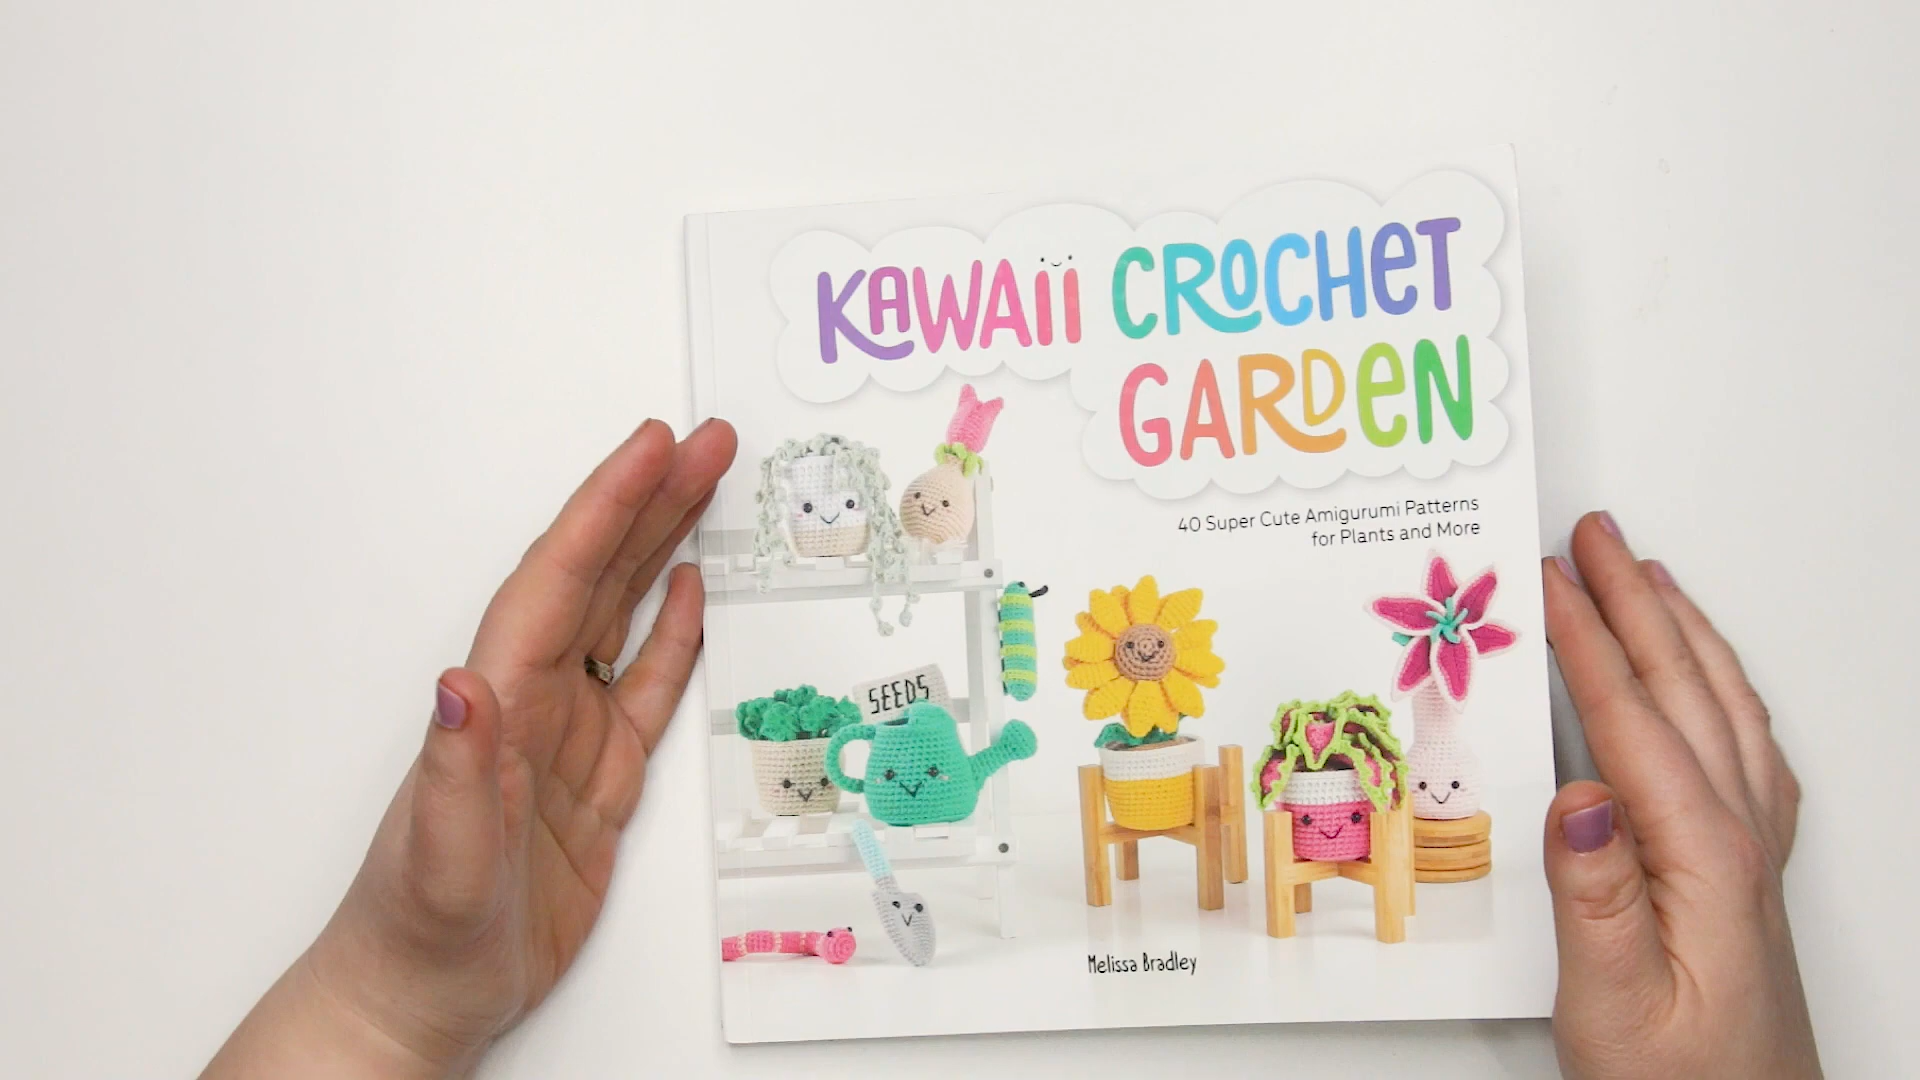 KAWAii CROCHeT
GARDeN
40 Super Cute Amigurumi Patterns
for Plants and More
SEEDS
Melissa Bradley